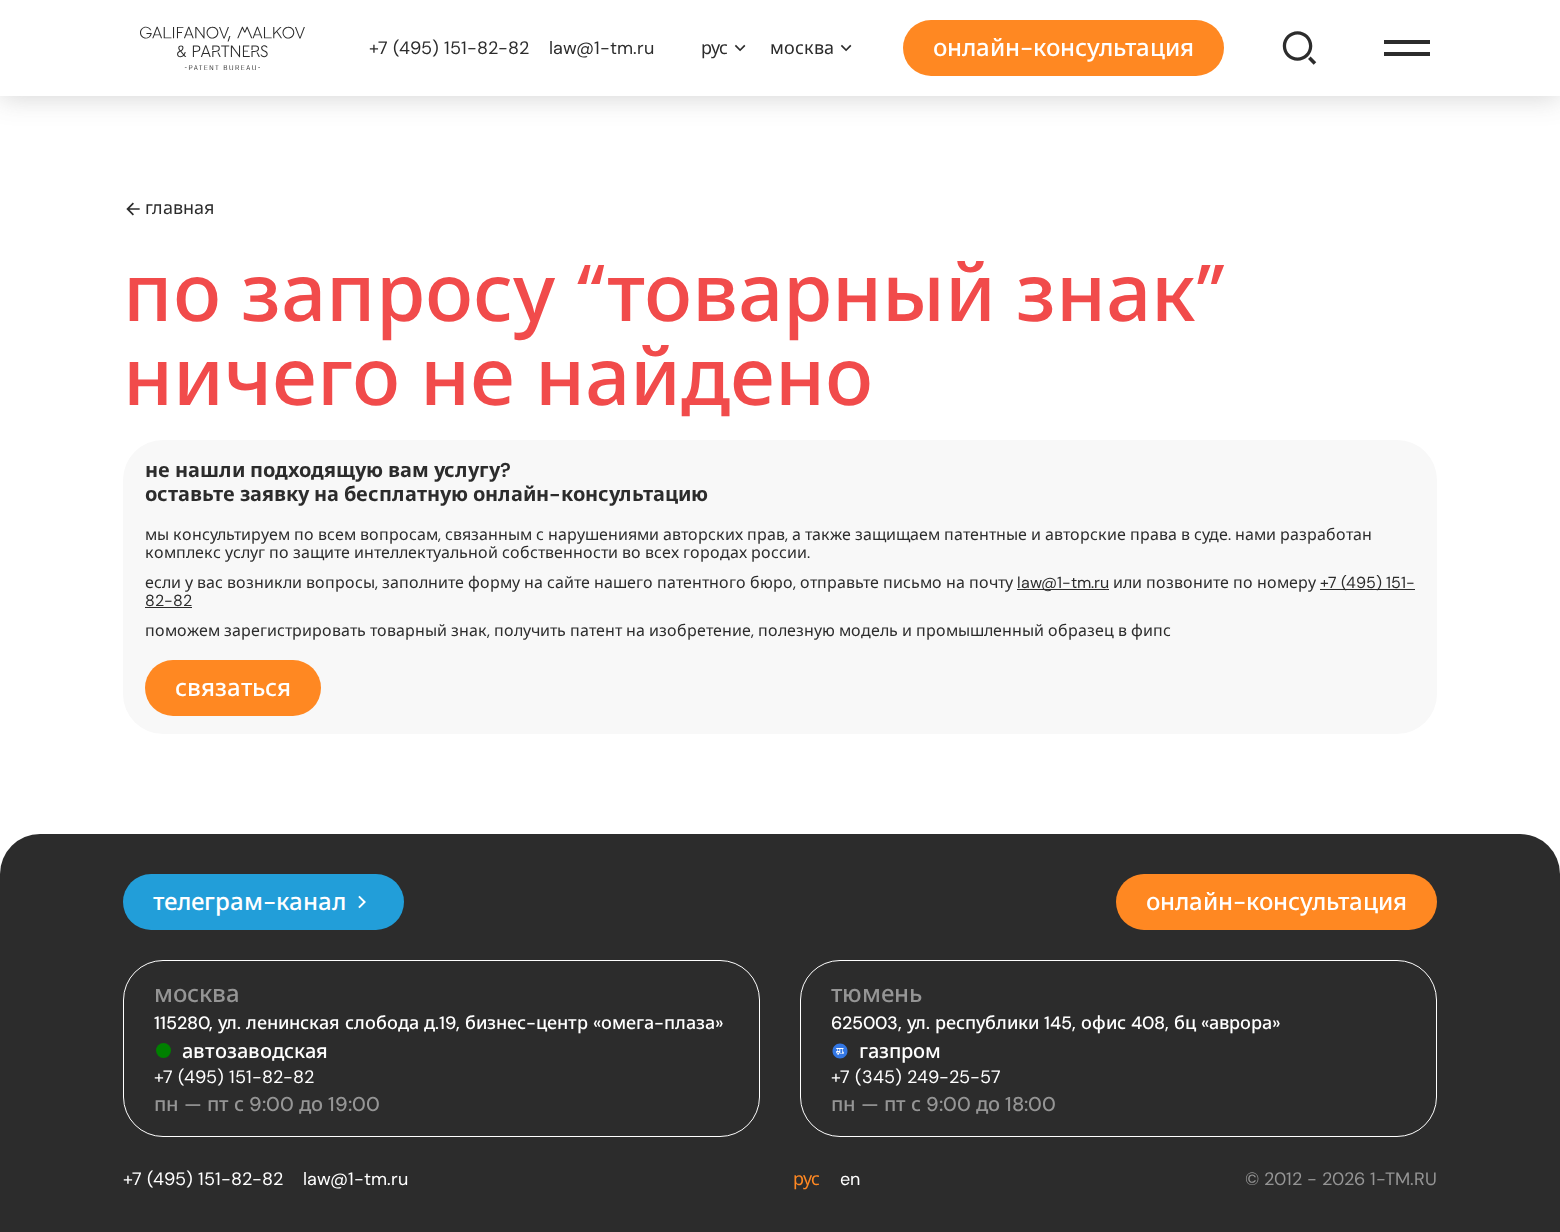 GALIFANOV, MALKOV
& PARTNERS
-PATENT BUREAU-
+7 (495) 151-82-82 law@1-tm.ru рус москва онлайн-консультация
главная
по запросу “товарный знак”
ничего не найдено
не нашли подходящую вам услугу?
оставьте заявку на бесплатную онлайн-консультацию
мы консультируем по всем вопросам, связанным с нарушениями авторских прав, а также защищаем патентные и авторские права в суде. нами разработан
комплекс услуг по защите интеллектуальной собственности во всех городах россии.
если у вас возникли вопросы, заполните форму на сайте нашего патентного бюро, отправьте письмо на почту law@1-tm.ru или позвоните по номеру +7 (495) 151-
82-82
поможем зарегистрировать товарный знак, получить патент на изобретение, полезную модель и промышленный образец в фипс
связаться
телеграм-канал
онлайн-консультация
москва
115280, ул. ленинская слобода д.19, бизнес-центр «омега-плаза»
автозаводская
+7 (495) 151-82-82
пн — пт с 9:00 до 19:00
тюмень
625003, ул. республики 145, офис 408, бц «аврора»
газпром
+7 (345) 249-25-57
пн — пт с 9:00 до 18:00
+7 (495) 151-82-82 law@1-tm.ru рус en © 2012 - 2026 1-TM.RU